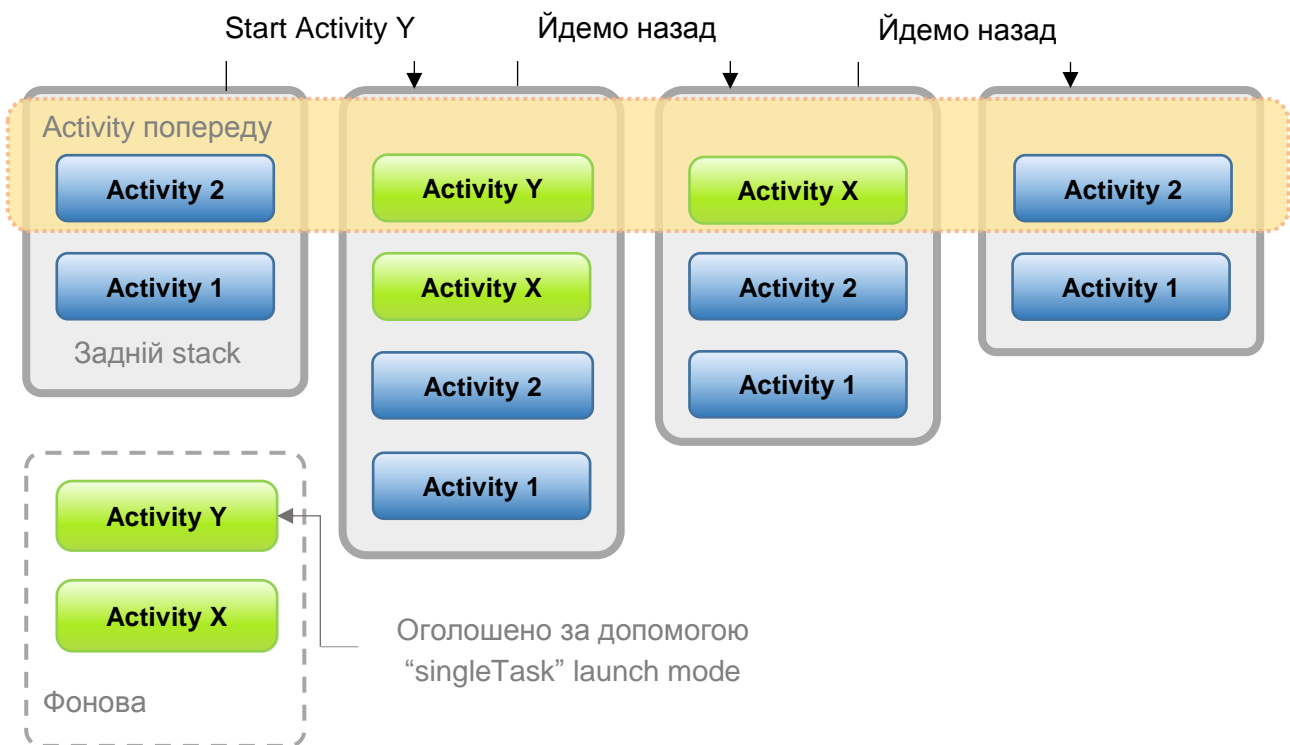 Start Activity Y
Йдемо назад
Йдемо назад
Activity попереду
Activity 2
Activity Y
Activity X
Activity 2
Activity 1
Activity X
Activity 2
Activity 1
Задній stack
Activity 2
Activity 1
Activity 1
Activity Y
Activity X
Фонова
Оголошено за допомогою
“singleTask” launch mode